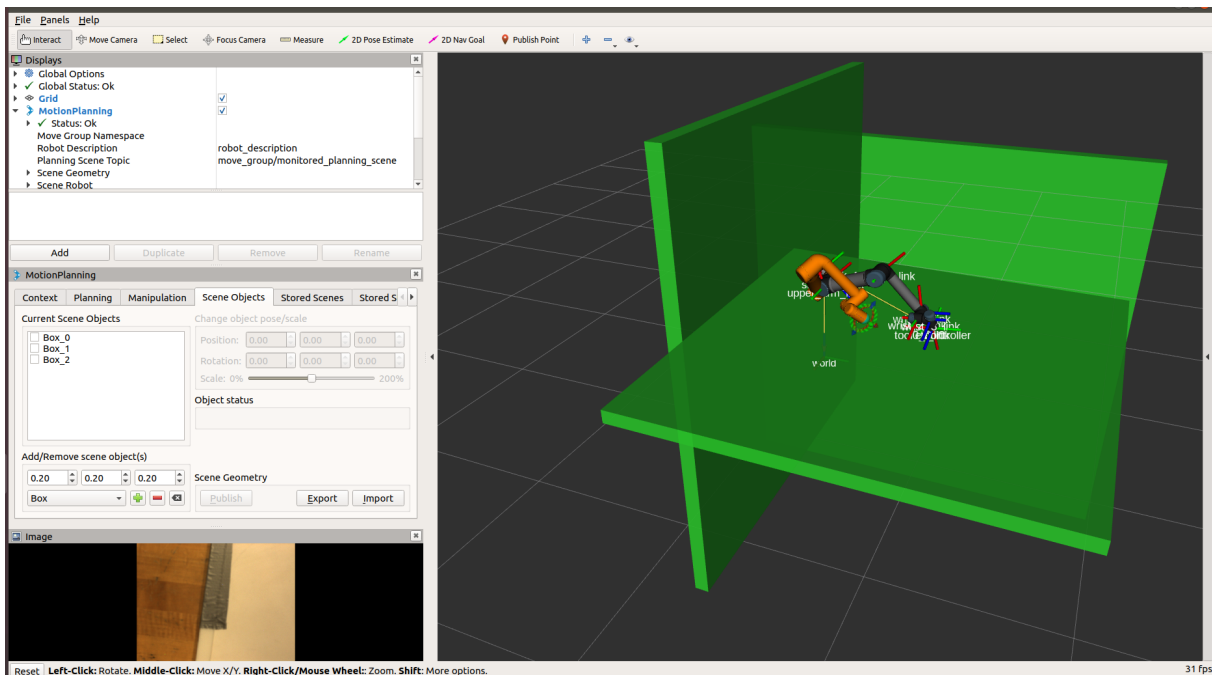 File Panels Help
Interact Move Camera Select Focus Camera Measure 2D Pose Estimate 2D Nav Goal Publish Point
Displays
Global Options
Global Status: Ok
Grid
MotionPlanning
Status: Ok
Move Group Namespace
Robot Description robot_description
Planning Scene Topic move_group/monitored_planning_scene
Scene Geometry
Scene Robot
Add Duplicate Remove Rename
MotionPlanning
Context Planning Manipulation Scene Objects Stored Scenes Stored S
Current Scene Objects
Box_0
Box_1
Box_2
Change object pose/scale
Position: 0.00 0.00 0.00
Rotation: 0.00 0.00 0.00
Scale: 0% 200%
Object status
Add/Remove scene object(s)
0.20 0.20 0.20
Box
Scene Geometry
Publish Export Import
Image
link
world
Reset Left-Click: Rotate. Middle-Click: Move X/Y. Right-Click/Mouse Wheel:: Zoom. Shift: More options.
31 fps